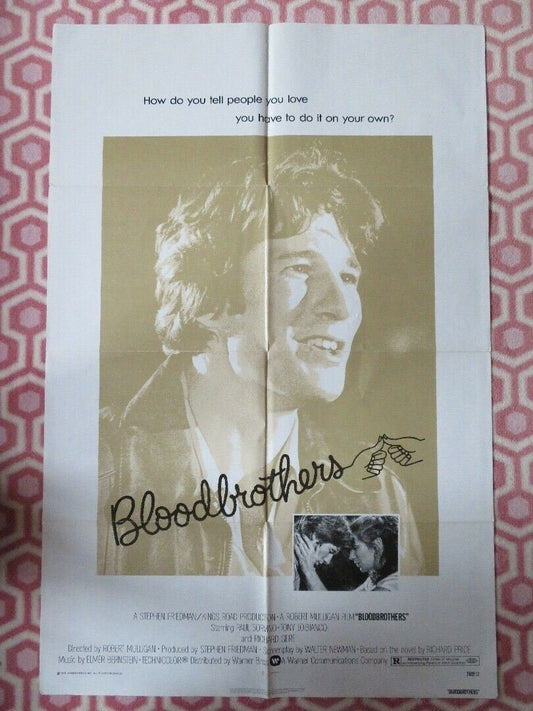 How do you tell people you love
you have to do it on your own?
Bloodbrothers
A STEPHEN FRIEDMAN/KINGS ROAD PRODUCTION • A ROBERT MULLIGAN FILM "BLOODBROTHERS"
Starring PAUL SORVINO • TONY LO BIANCO
and RICHARD GERE
Directed by ROBERT MULLIGAN • Produced by STEPHEN FRIEDMAN • Screenplay by WALTER NEWMAN • Based on the novel by RICHARD PRICE
Music by ELMER BERNSTEIN • TECHNICOLOR® Distributed by Warner Bros. A Warner Communications Company R RESTRICTED
"BLOODBROTHERS"